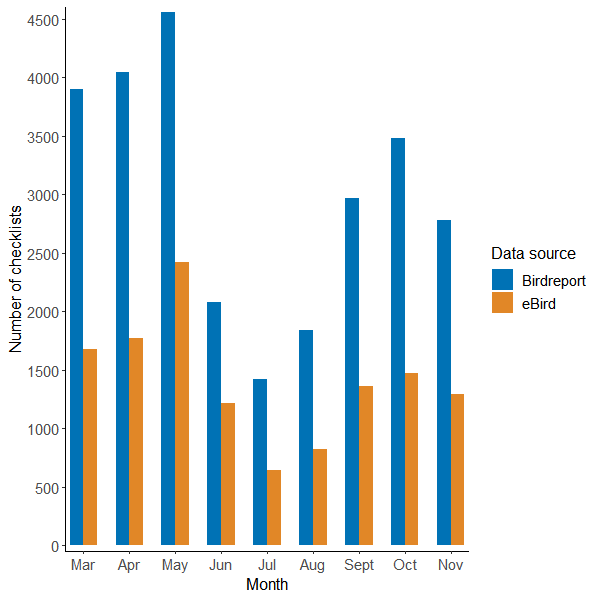 Number of checklists
4500
4000
3500
3000
2500
2000
1500
1000
500
0
Mar Apr May Jun Jul Aug Sept Oct Nov
Month
Data source
Birdreport
eBird